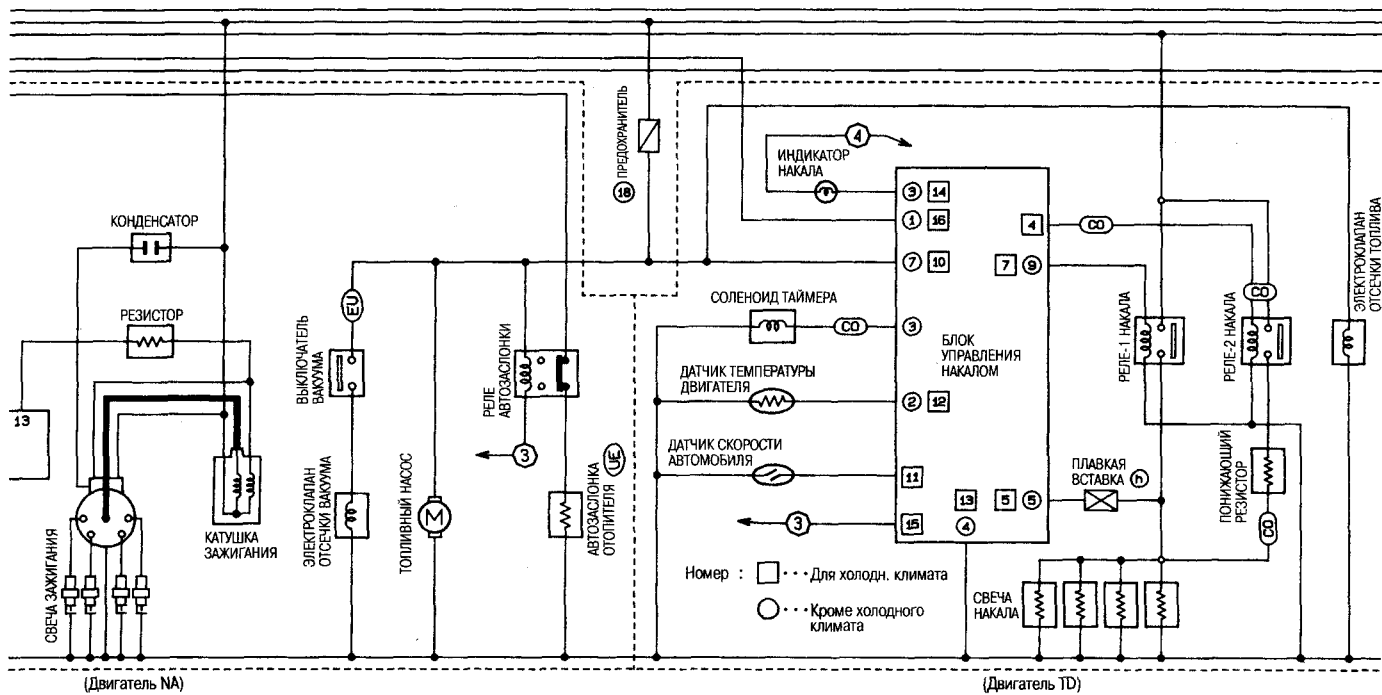 КОНДЕНСАТОР
РЕЗИСТОР
13
КАТУШКА
ЗАЖИГАНИЯ
СВЕЧА ЗАЖИГАНИЯ
(Двигатель NA)
EU
ВЫКЛЮЧАТЕЛЬ
ВАКУУМА
ЭЛЕКТРОКЛАПАН
ОТСЕЧКИ ВАКУУМА
ТОПЛИВНЫЙ НАСОС
M
РЕЛЕ
АВТОЗАСЛОНКИ
3
АВТОЗАСЛОНКА
ОТОПИТЕЛЯ
UE
18 ПРЕДОХРАНИТЕЛЬ
4
ИНДИКАТОР
НАКАЛА
3 14
1 16
7 10
СОЛЕНОИД ТАЙМЕРА
CO
3
ДАТЧИК ТЕМПЕРАТУРЫ
ДВИГАТЕЛЯ
2 12
ДАТЧИК СКОРОСТИ
АВТОМОБИЛЯ
11
3
15
БЛОК
УПРАВЛЕНИЯ
НАКАЛОМ
4
CO
7 9
13
4
5 5
ПЛАВКАЯ
ВСТАВКА h
РЕЛЕ-1 НАКАЛА
CO
РЕЛЕ-2 НАКАЛА
ПОНИЖАЮЩИЙ
РЕЗИСТОР
CO
ЭЛЕКТРОКЛАПАН
ОТСЕЧКИ ТОПЛИВА
СВЕЧА
НАКАЛА
Номер : □ ··· Для холодн. климата
○ ··· Кроме холодного
климата
(Двигатель TD)